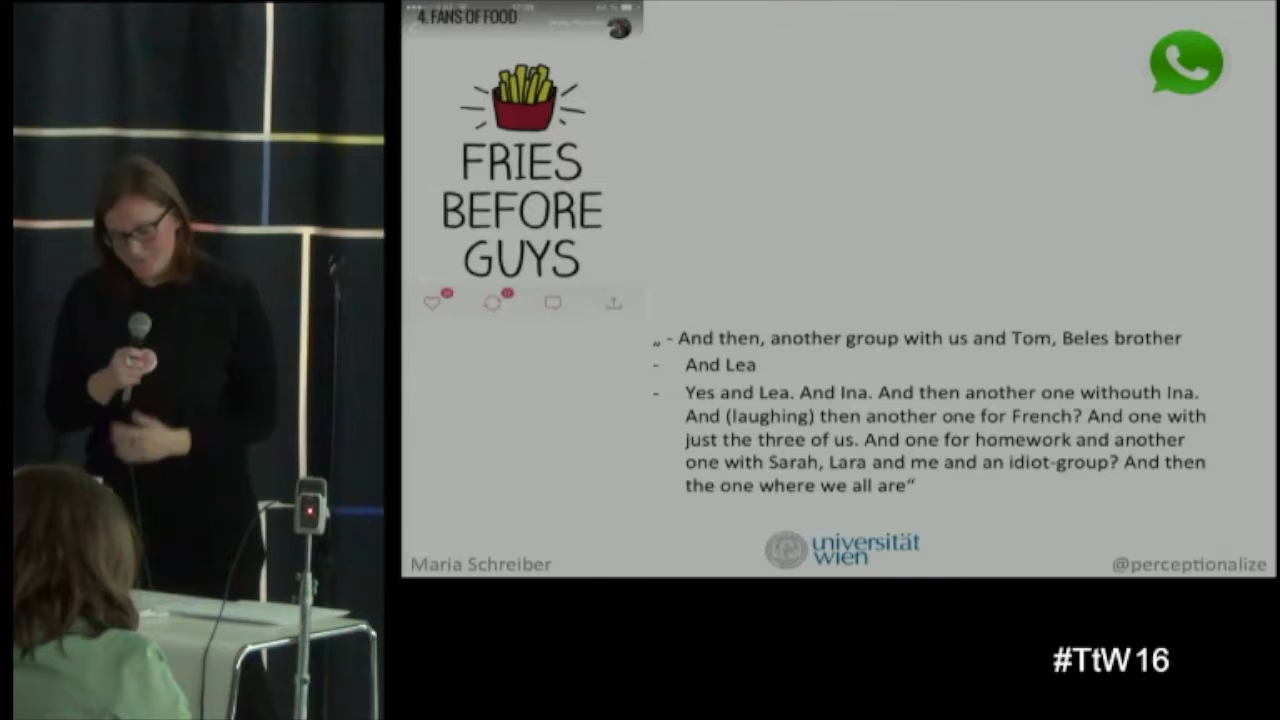 4. FANS OF FOOD
FRIES
BEFORE
GUYS
„ - And then, another group with us and Tom, Beles brother
- And Lea
- Yes and Lea. And Ina. And then another one withouth Ina.
And (laughing) then another one for French? And one with
just the three of us. And one for homework and another
one with Sarah, Lara and me and an idiot-group? And then
the one where we all are“
Maria Schreiber
universität
wien
@perceptionalize
#TtW16